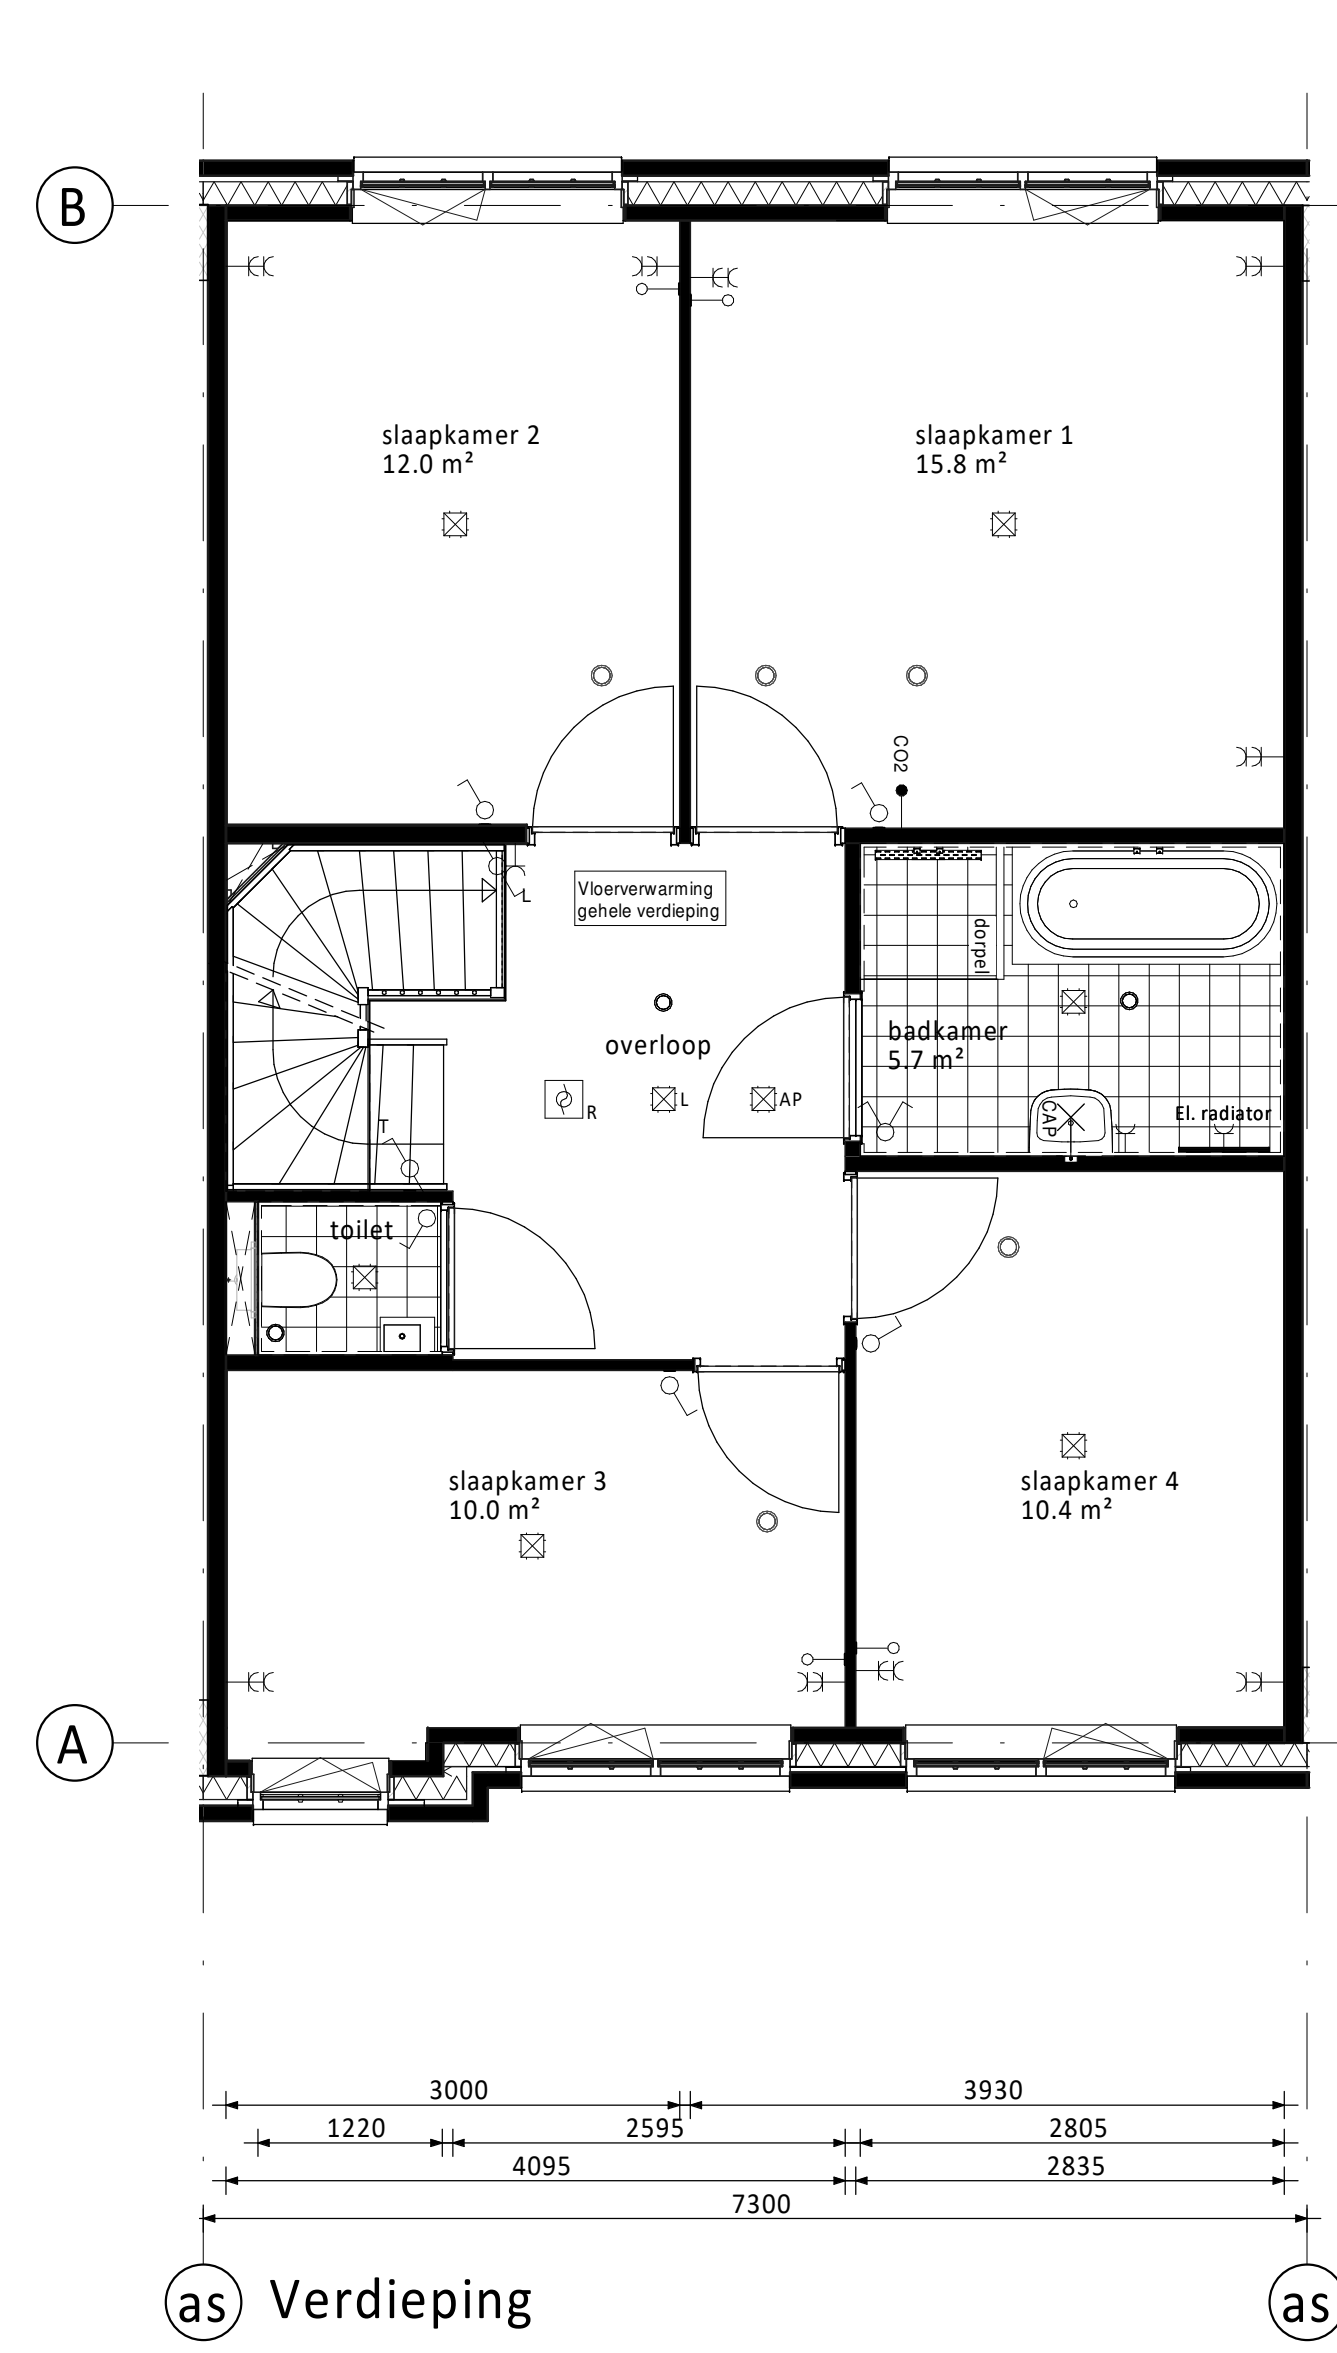 B
slaapkamer 2
12.0 m²
slaapkamer 1
15.8 m²
CO2
L
Vloerverwarming
gehele verdieping
dorpel
overloop
badkamer
5.7 m²
R
L
AP
CAP
El. radiator
T
toilet
slaapkamer 3
10.0 m²
slaapkamer 4
10.4 m²
A
3000
3930
1220
2595
2805
4095
2835
7300
as
Verdieping
as